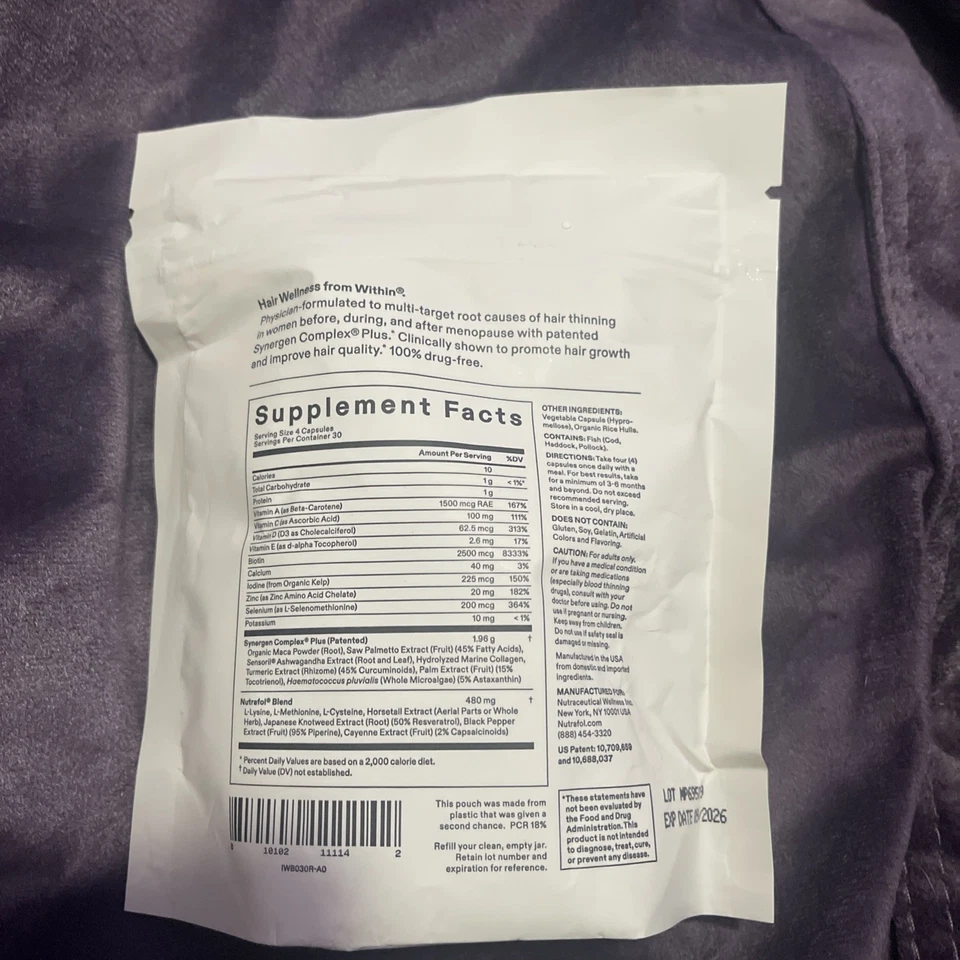 Hair Wellness from Within®.
Physician-formulated to multi-target root causes of hair thinning
in women before, during, and after menopause with patented
Synergen Complex® Plus.* Clinically shown to promote hair growth
and improve hair quality.* 100% drug-free.
Supplement Facts
Serving Size 4 Capsules
Servings Per Container 30
Amount Per Serving %DV
Calories 10
Total Carbohydrate 1 g <1%*
Protein 1 g
Vitamin A (as Beta-Carotene) 1500 mcg RAE 167%
Vitamin C (as Ascorbic Acid) 100 mg 111%
Vitamin D (D3 as Cholecalciferol) 62.5 mcg 313%
Vitamin E (as d-alpha Tocopherol) 2.6 mg 17%
Biotin 2500 mcg 8333%
Calcium 40 mg 3%
Iodine (from Organic Kelp) 225 mcg 150%
Zinc (as Zinc Amino Acid Chelate) 20 mg 182%
Selenium (as L-Selenomethionine) 200 mcg 364%
Potassium 10 mg <1%
Synergen Complex® Plus (Patented) 1.96 g †
Organic Maca Powder (Root), Saw Palmetto Extract (Fruit) (45% Fatty Acids),
Sensoril® Ashwagandha Extract (Root and Leaf), Hydrolyzed Marine Collagen,
Turmeric Extract (Rhizome) (45% Curcuminoids), Palm Extract (Fruit) (15%
Tocotrienol), Haematococcus pluvialis (Whole Microalgae) (5% Astaxanthin)
Nutrafol® Blend 480 mg †
L-Lysine, L-Methionine, L-Cysteine, Horsetail Extract (Aerial Parts or Whole
Herb), Japanese Knotweed Extract (Root) (50% Resveratrol), Black Pepper
Extract (Fruit) (95% Piperine), Cayenne Extract (Fruit) (2% Capsaicinoids)
* Percent Daily Values are based on a 2,000 calorie diet.
† Daily Value (DV) not established.
OTHER INGREDIENTS:
Vegetable Capsule (Hypro-
mellose), Organic Rice Hulls.
CONTAINS: Fish (Cod,
Haddock, Pollock).
DIRECTIONS: Take four (4)
capsules once daily with a
meal. For best results, take
for a minimum of 3-6 months
and beyond. Do not exceed
recommended serving.
Store in a cool, dry place.
DOES NOT CONTAIN:
Gluten, Soy, Gelatin, Artificial
Colors and Flavoring.
CAUTION: For adults only.
If you have a medical condition
or are taking medications
(especially blood thinning
drugs), consult with your
doctor before using. Do not
use if pregnant or nursing.
Keep away from children.
Do not use if safety seal is
damaged or missing.
Manufactured in the USA
from domestic and imported
ingredients.
MANUFACTURED FOR:
Nutraceutical Wellness Inc.
New York, NY 10001 USA
Nutrafol.com
(888) 454-3320
US Patent: 10,709,659
and 10,688,037
10102 11114 2
IWB030R-A0
This pouch was made from
plastic that was given a
second chance. PCR 18%
Refill your clean, empty jar.
Retain lot number and
expiration for reference.
*These statements have
not been evaluated by
the Food and Drug
Administration. This
product is not intended
to diagnose, treat, cure,
or prevent any disease.
LOT
EXP DATE 2026